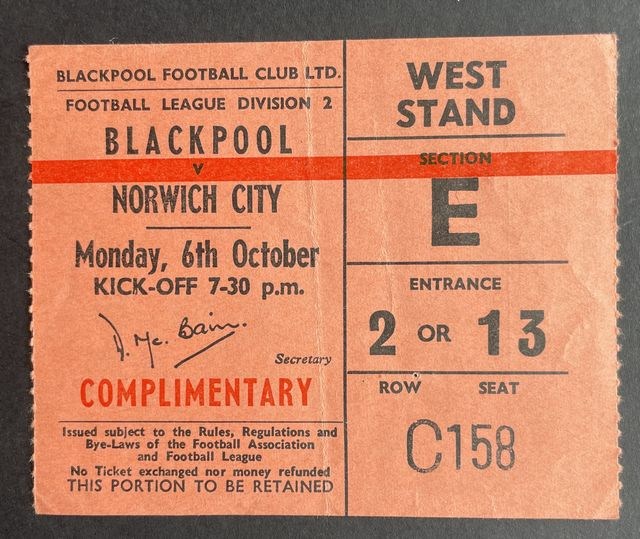 BLACKPOOL FOOTBALL CLUB LTD.
FOOTBALL LEAGUE DIVISION 2
BLACKPOOL
v
NORWICH CITY
Monday, 6th October
KICK-OFF 7-30 p.m.
D. Mc. Bain.
Secretary
COMPLIMENTARY
Issued subject to the Rules, Regulations and
Bye-Laws of the Football Association
and Football League
No Ticket exchanged nor money refunded
THIS PORTION TO BE RETAINED
WEST
STAND
SECTION
E
ENTRANCE
2 OR 13
ROW SEAT
C158